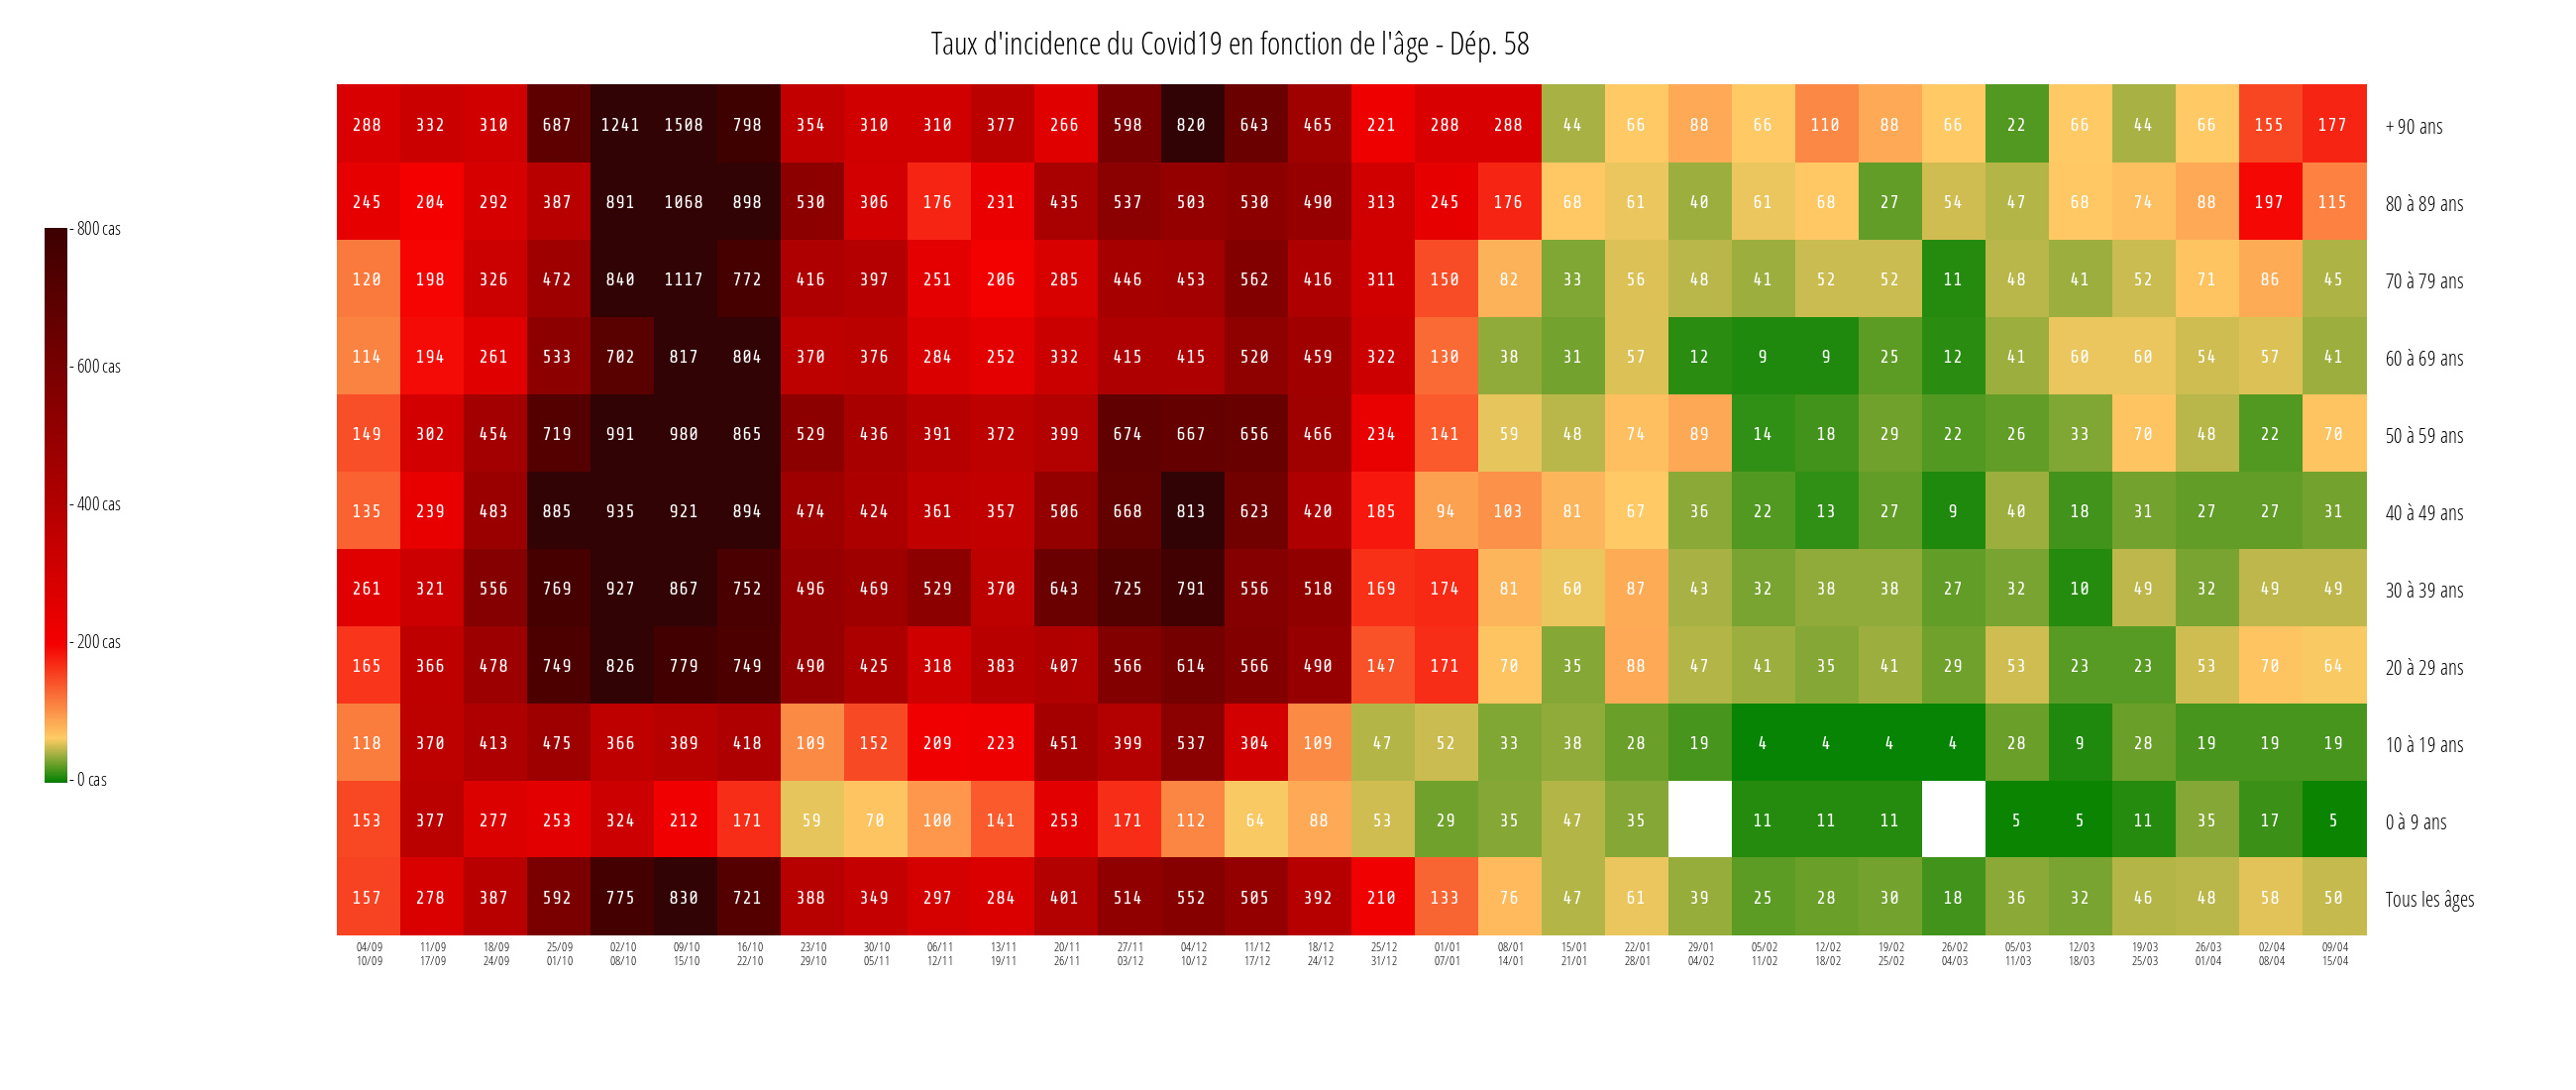 Taux d'incidence du Covid19 en fonction de l'âge - Dép. 58
288 332 310 687 1241 1508 798 354 310 310 377 266 598 820 643 465 221 288 288 44 66 88 66 110 88 66 22 66 44 66 155 177 + 90 ans
245 204 292 387 891 1068 898 530 306 176 231 435 537 503 530 490 313 245 176 68 61 40 61 68 27 54 47 68 74 88 197 115 80 à 89 ans
- 800 cas
120 198 326 472 840 1117 772 416 397 251 206 285 446 453 562 416 311 150 82 33 56 48 41 52 52 11 48 41 52 71 86 45 70 à 79 ans
114 194 261 533 702 817 804 370 376 284 252 332 415 415 520 459 322 130 38 31 57 12 9 9 25 12 41 60 60 54 57 41 60 à 69 ans
- 600 cas
149 302 454 719 991 980 865 529 436 391 372 399 674 667 656 466 234 141 59 48 74 89 14 18 29 22 26 33 70 48 22 70 50 à 59 ans
- 400 cas
135 239 483 885 935 921 894 474 424 361 357 506 668 813 623 420 185 94 103 81 67 36 22 13 27 9 40 18 31 27 27 31 40 à 49 ans
261 321 556 769 927 867 752 496 469 529 370 643 725 791 556 518 169 174 81 60 87 43 32 38 38 27 32 10 49 32 49 49 30 à 39 ans
- 200 cas
165 366 478 749 826 779 749 490 425 318 383 407 566 614 566 490 147 171 70 35 88 47 41 35 41 29 53 23 23 53 70 64 20 à 29 ans
118 370 413 475 366 389 418 109 152 209 223 451 399 537 304 109 47 52 33 38 28 19 4 4 4 4 28 9 28 19 19 19 10 à 19 ans
- 0 cas
153 377 277 253 324 212 171 59 70 100 141 253 171 112 64 88 53 29 35 47 35 11 11 11 5 5 11 35 17 5 0 à 9 ans
157 278 387 592 775 830 721 388 349 297 284 401 514 552 505 392 210 133 76 47 61 39 25 28 30 18 36 32 46 48 58 50 Tous les âges
04/09 11/09 18/09 25/09 02/10 09/10 16/10 23/10 30/10 06/11 13/11 20/11 27/11 04/12 11/12 18/12 25/12 01/01 08/01 15/01 22/01 29/01 05/02 12/02 19/02 26/02 05/03 12/03 19/03 26/03 02/04 09/04
10/09 17/09 24/09 01/10 08/10 15/10 22/10 29/10 05/11 12/11 19/11 26/11 03/12 10/12 17/12 24/12 31/12 07/01 14/01 21/01 28/01 04/02 11/02 18/02 25/02 04/03 11/03 18/03 25/03 01/04 08/04 15/04